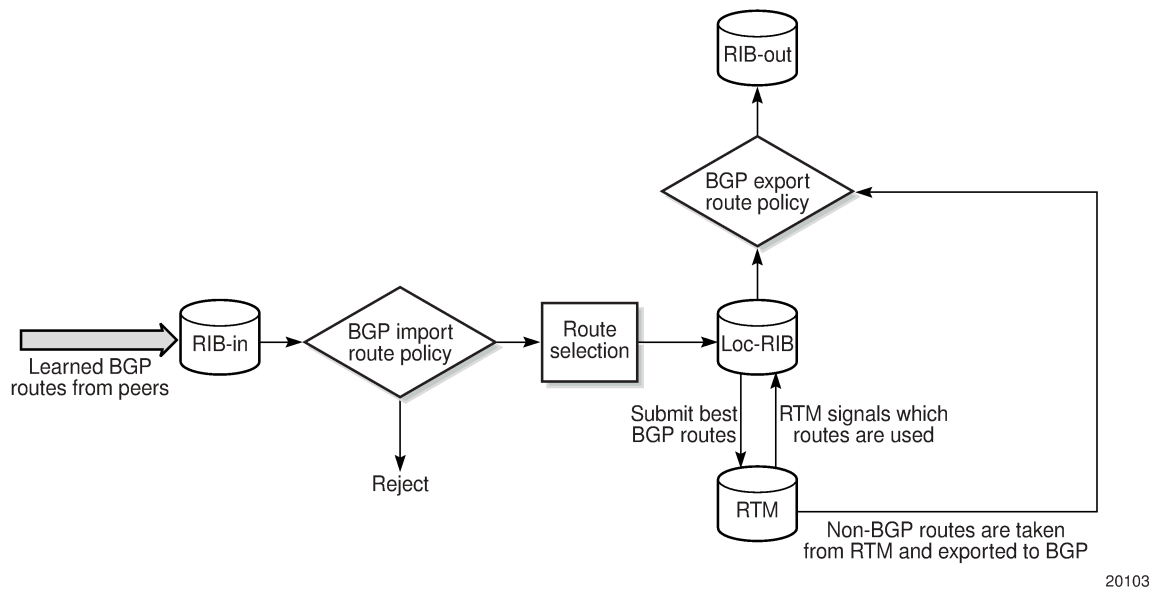 RIB-out
BGP export
route policy
RIB-in
BGP import
route policy
Route
selection
Loc-RIB
Learned BGP
routes from peers
Submit best
BGP routes
RTM signals which
routes are used
Reject
RTM
Non-BGP routes are taken
from RTM and exported to BGP
20103